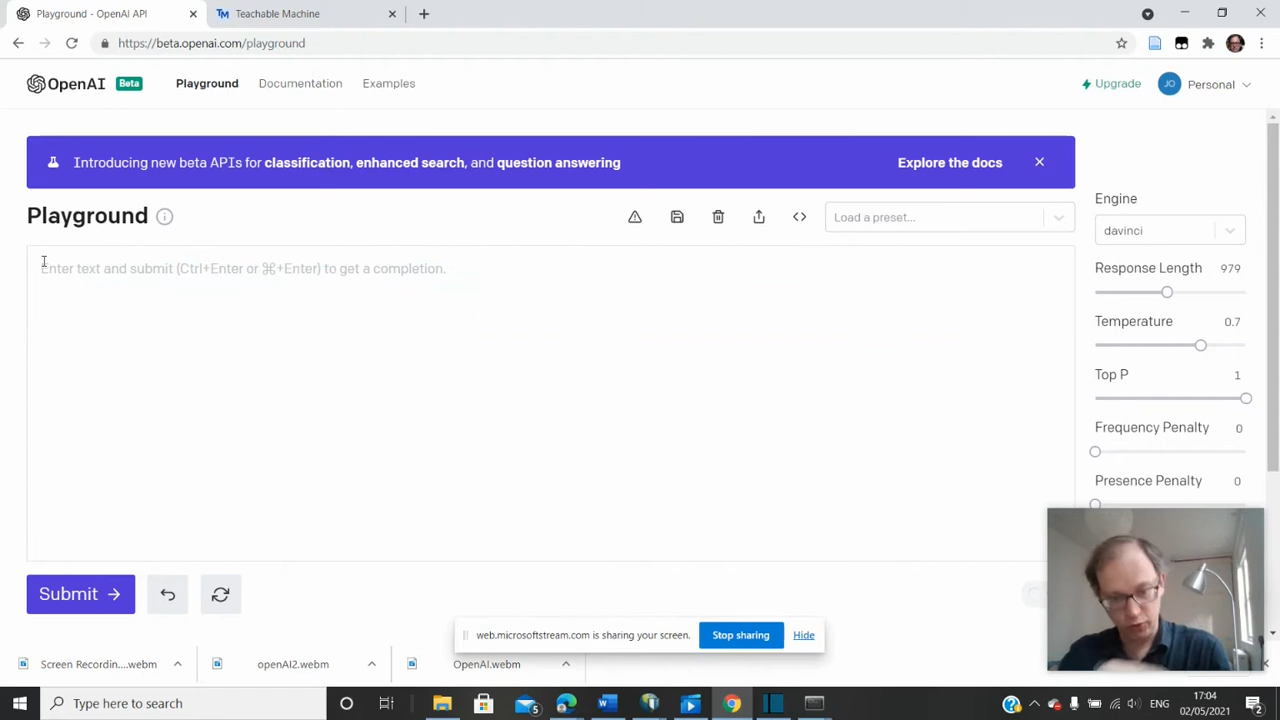 Playground - OpenAI API
Teachable Machine
https://beta.openai.com/playground
OpenAI Beta
Playground
Documentation
Examples
Upgrade
JO Personal
Introducing new beta APIs for classification, enhanced search, and question answering
Explore the docs
Playground
Load a preset...
Enter text and submit (Ctrl+Enter or ⌘+Enter) to get a completion.
Engine
davinci
Response Length 979
Temperature 0.7
Top P 1
Frequency Penalty 0
Presence Penalty 0
Submit
web.microsoftstream.com is sharing your screen.
Stop sharing
Hide
Screen Recordin....webm
openAI2.webm
OpenAI.webm
Type here to search
5
ENG
17:04
02/05/2021
2